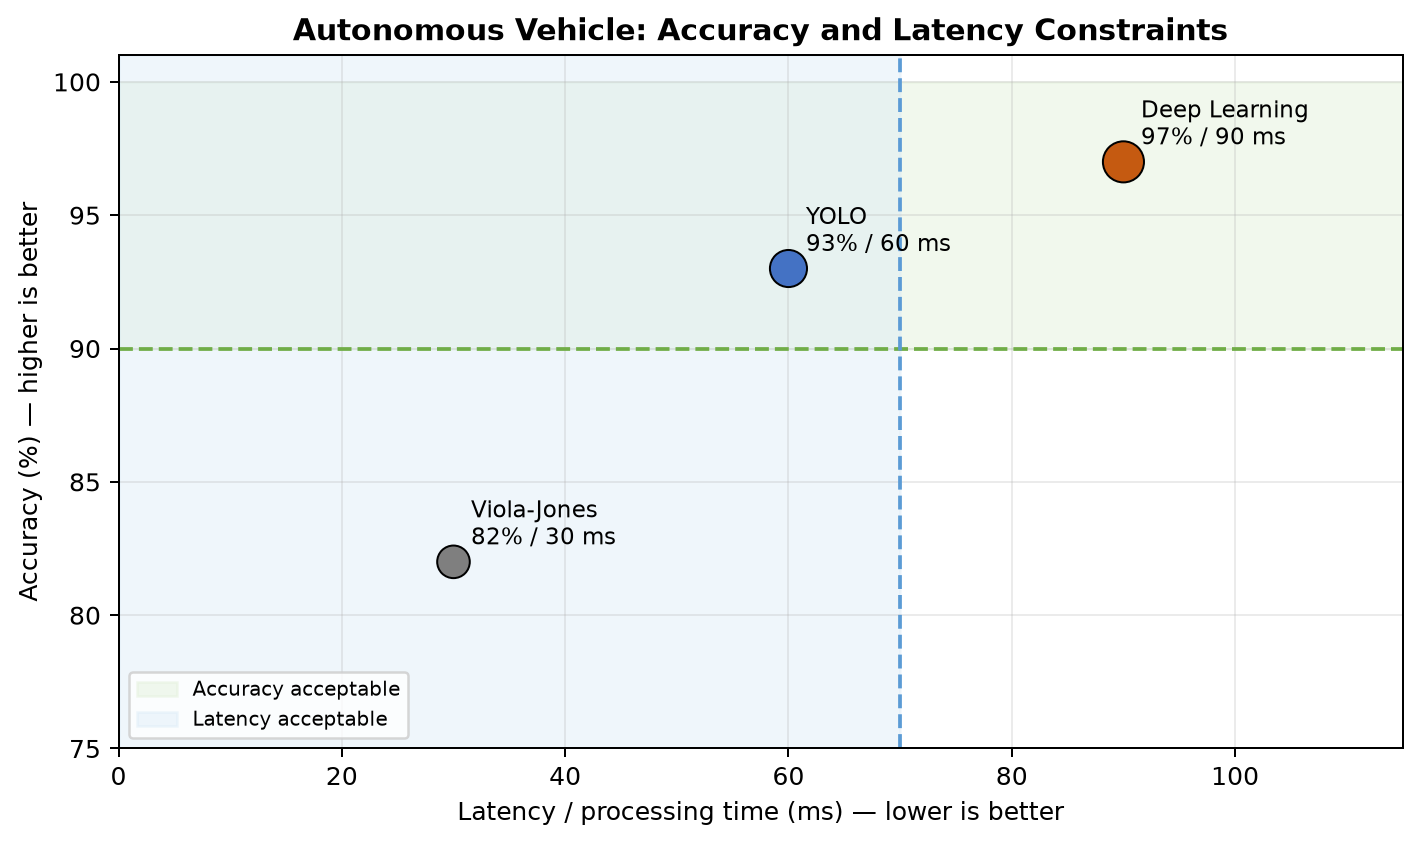 Autonomous Vehicle: Accuracy and Latency Constraints
Accuracy (%) — higher is better
100
95
90
85
80
75
Deep Learning
97% / 90 ms
YOLO
93% / 60 ms
Viola-Jones
82% / 30 ms
Accuracy acceptable
Latency acceptable
0
20
40
60
80
100
Latency / processing time (ms) — lower is better